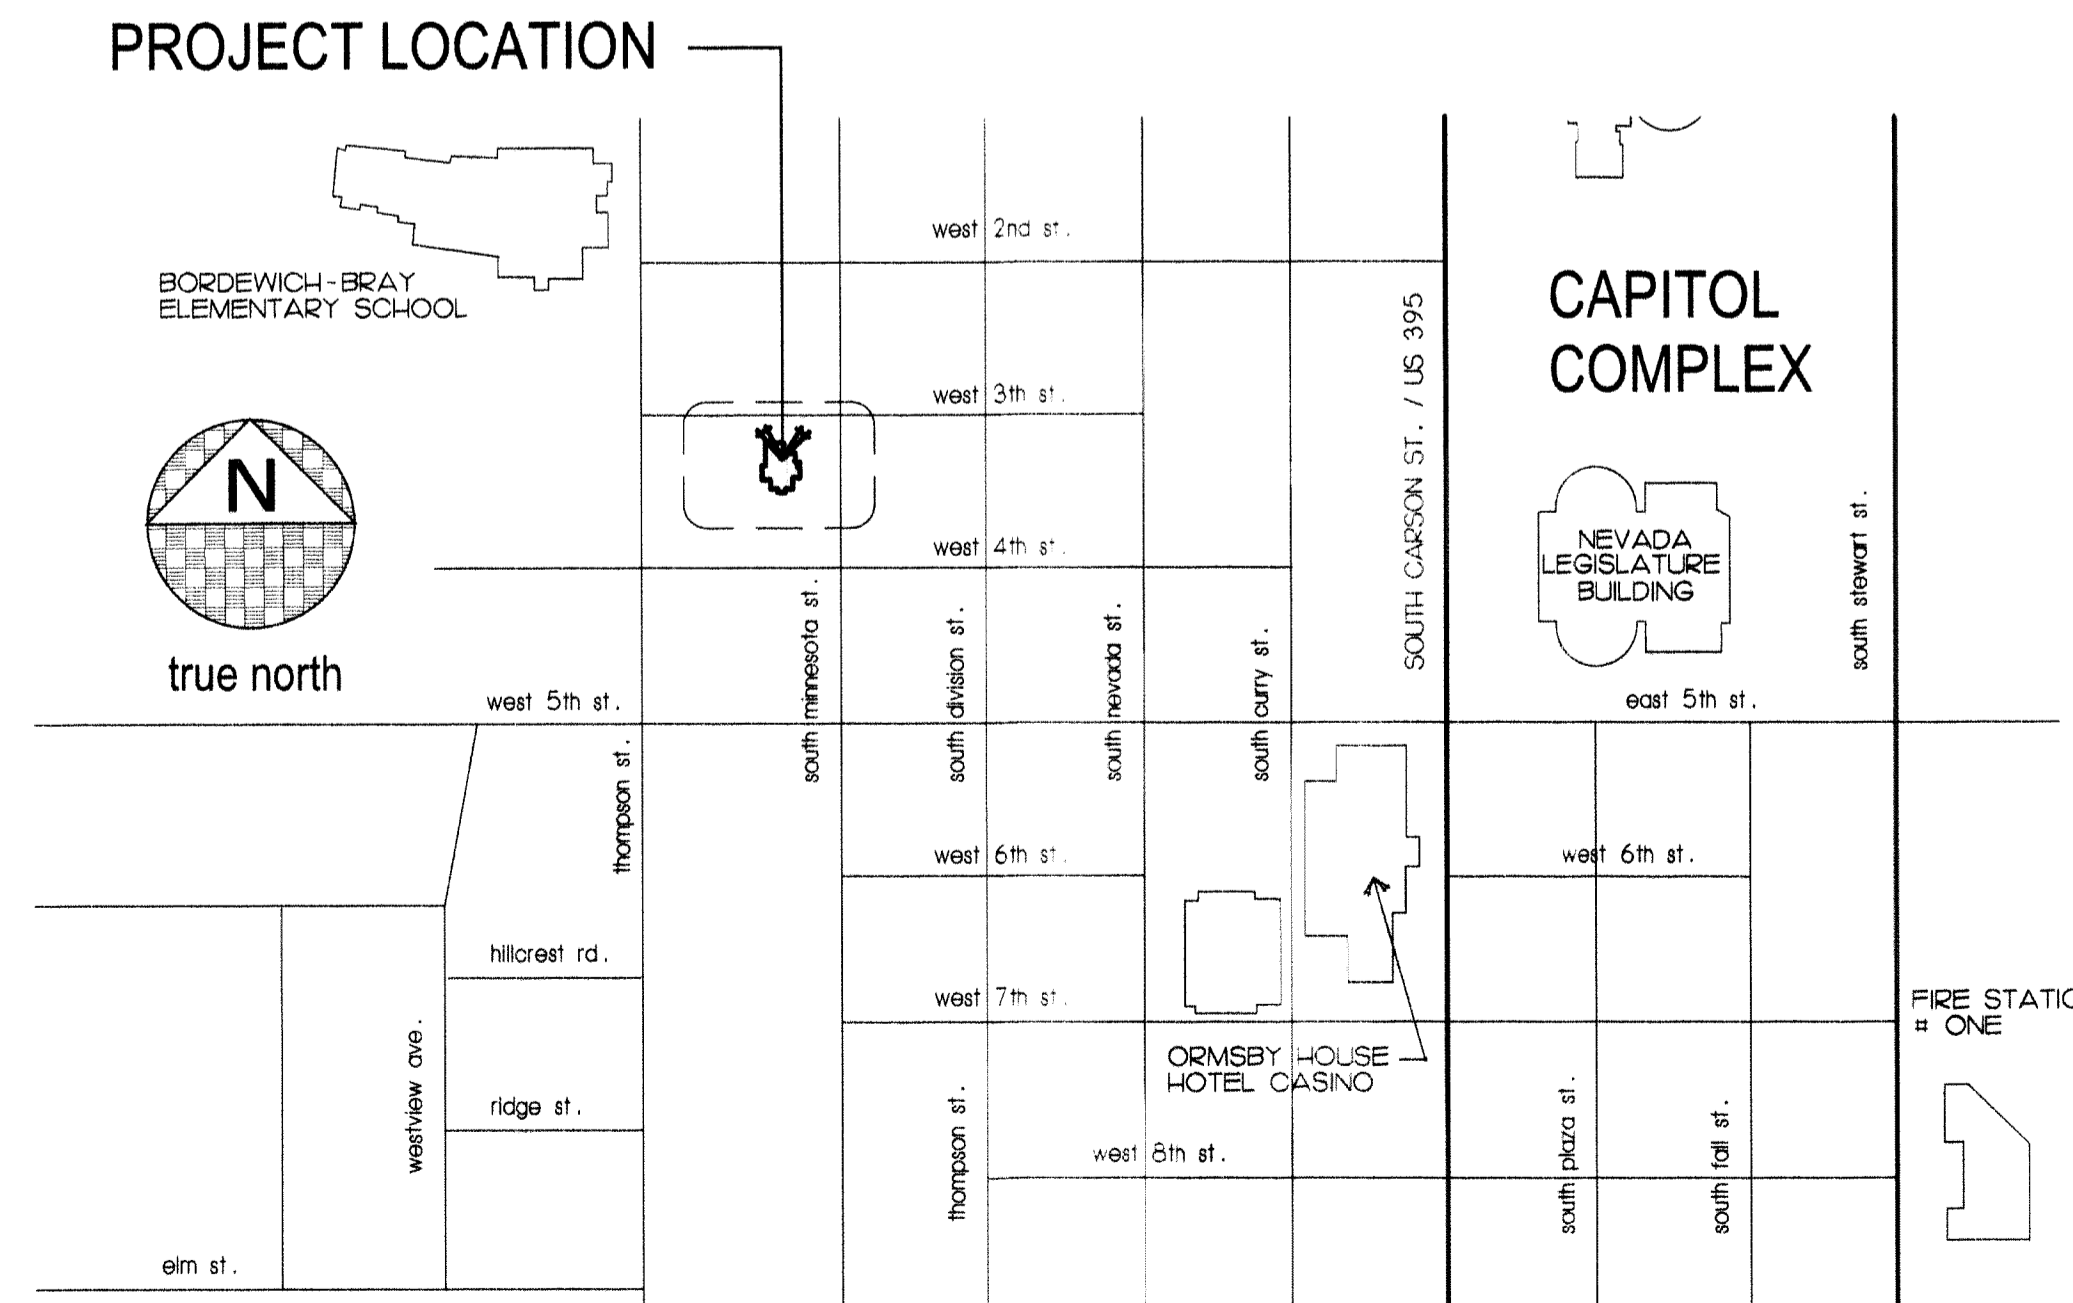 PROJECT LOCATION
west 2nd st.
BORDEWICH-BRAY
ELEMENTARY SCHOOL
CAPITOL
COMPLEX
SOUTH CARSON ST. / US 395
west 3th st.
N
true north
west 4th st.
NEVADA
LEGISLATURE
BUILDING
south stewart st.
south minnesota st.
south division st.
south nevada st.
south curry st.
west 5th st.
east 5th st.
thompson st.
west 6th st.
west 6th st.
hillcrest rd.
west 7th st.
FIRE STATIO
# ONE
westview ave.
ORMSBY HOUSE
HOTEL CASINO
ridge st.
thompson st.
west 8th st.
south plaza st.
south fall st.
elm st.